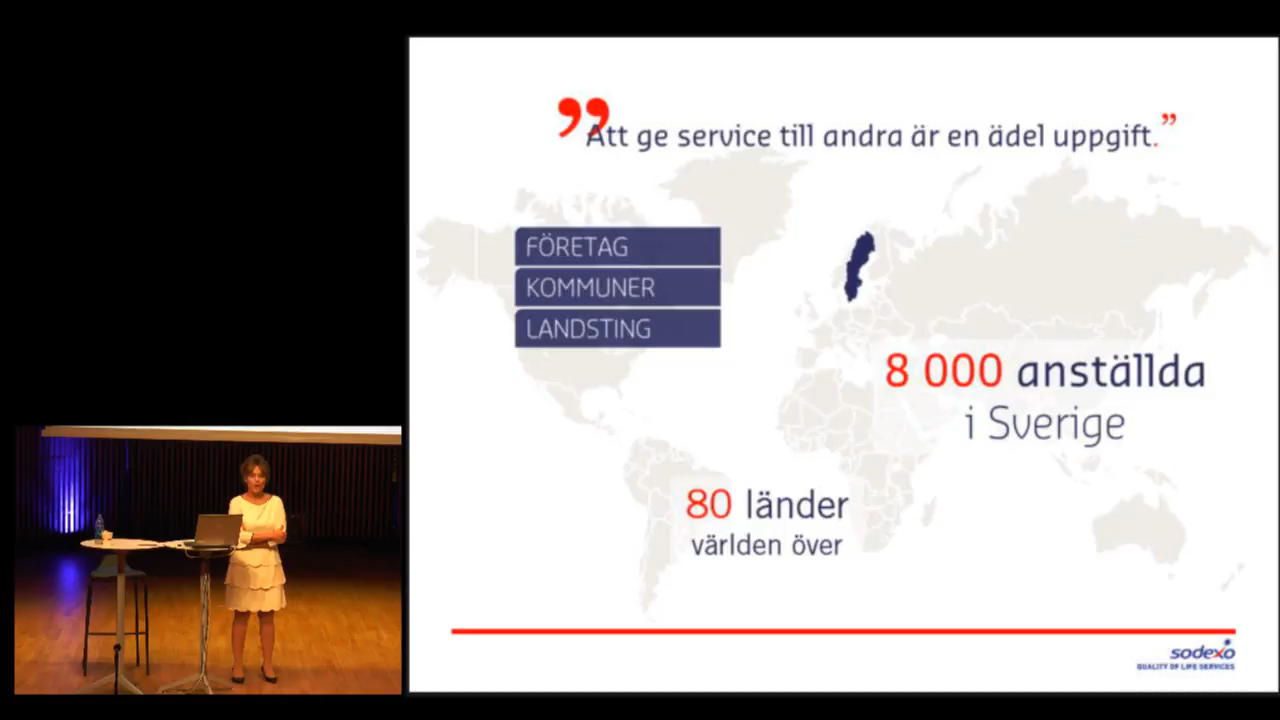 ”Att ge service till andra är en ädel uppgift.”
FÖRETAG
KOMMUNER
LANDSTING
8 000 anställda
i Sverige
80 länder
världen över
sodexo
QUALITY OF LIFE SERVICES